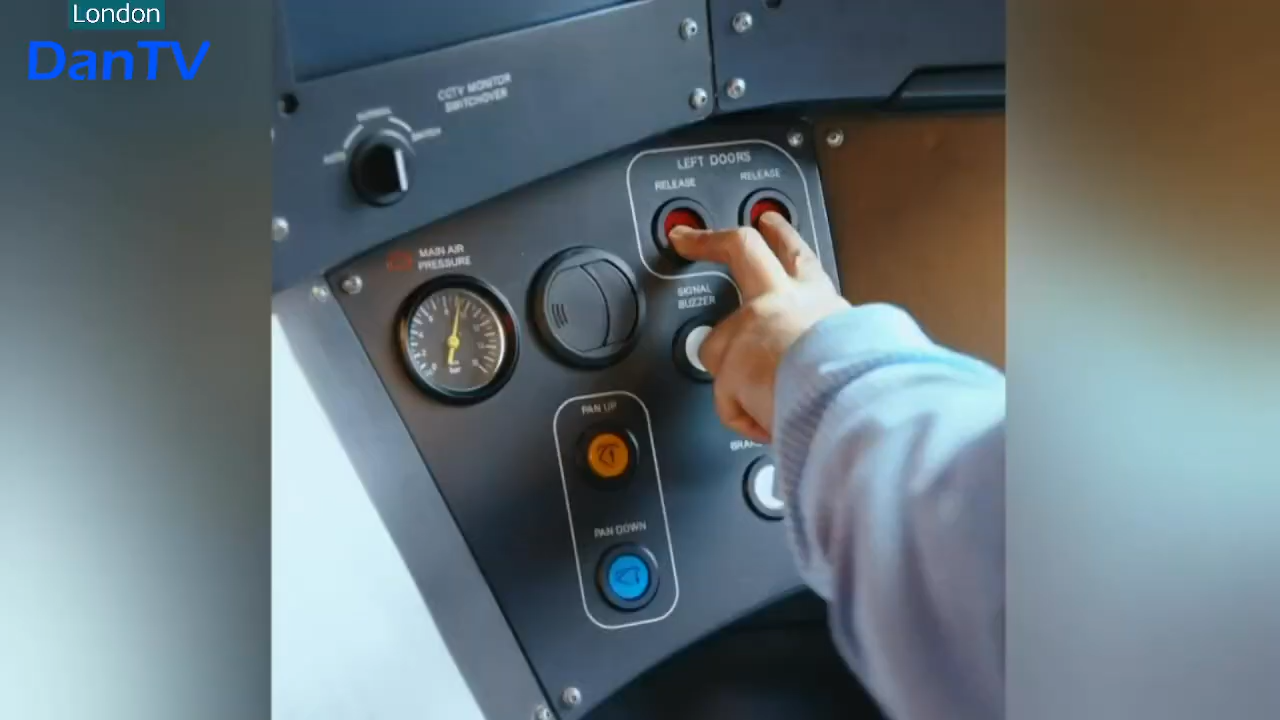 London
DanTV
CCTV MONITOR
SWITCHOVER
NORMAL
LEFT DOORS
RELEASE
RELEASE
MAIN AIR
PRESSURE
SIGNAL
BUZZER
bar
PAN UP
PAN DOWN